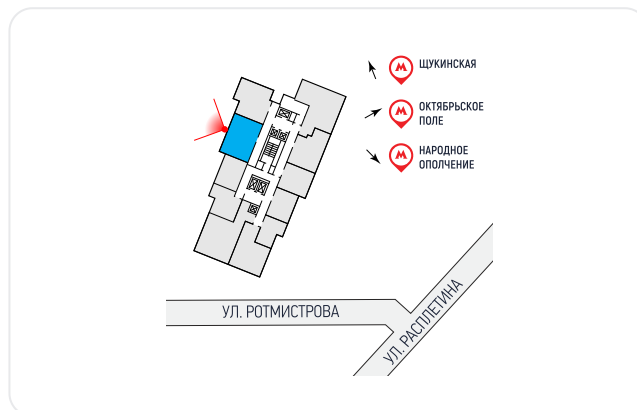 ЩУКИНСКАЯ
ОКТЯБРЬСКОЕ
ПОЛЕ
НАРОДНОЕ
ОПОЛЧЕНИЕ
УЛ. РОТМИСТРОВА
УЛ. РАСПЛЕТИНА